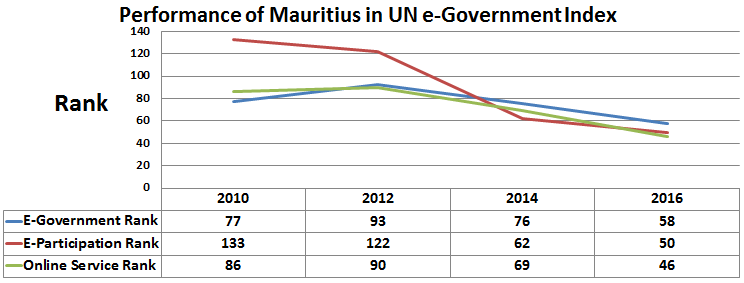 Performance of Mauritius in UN e-Government Index
Rank
140
120
100
80
60
40
20
0
2010 2012 2014 2016
E-Government Rank 77 93 76 58
E-Participation Rank 133 122 62 50
Online Service Rank 86 90 69 46